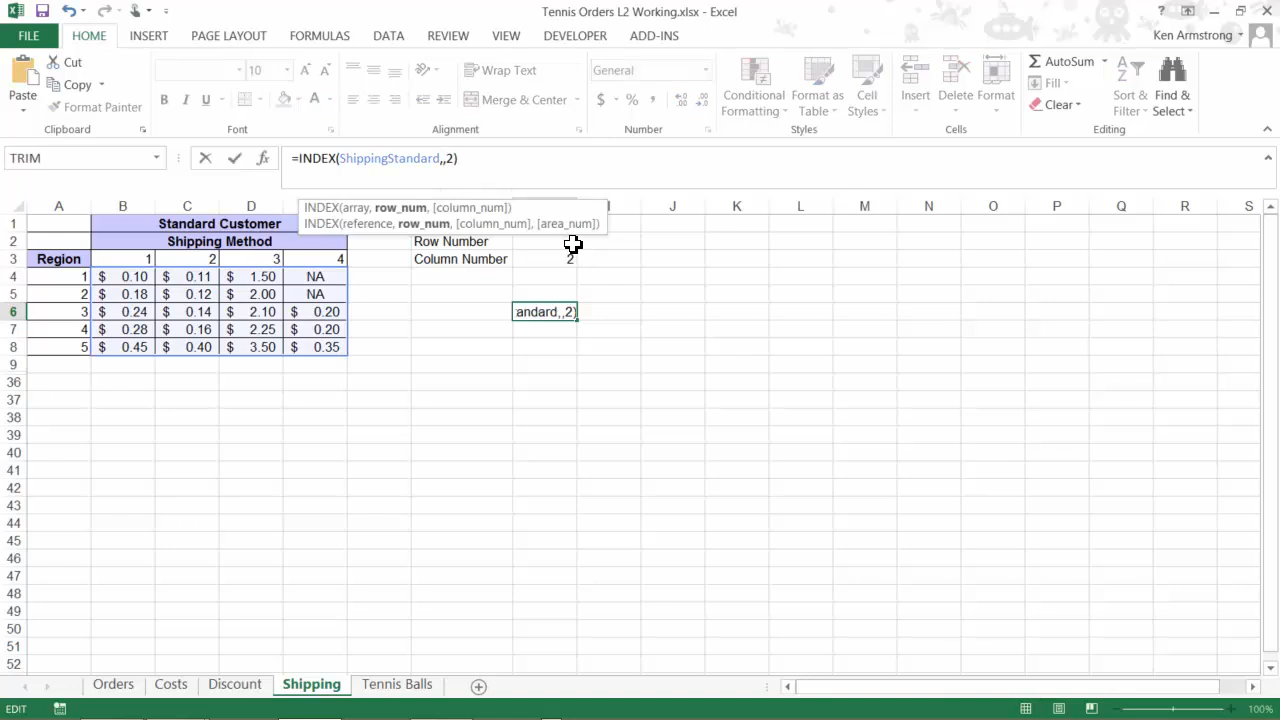 Tennis Orders L2 Working.xlsx - Excel
FILE HOME INSERT PAGE LAYOUT FORMULAS DATA REVIEW VIEW DEVELOPER ADD-INS Ken Armstrong
Paste
Cut
Copy
Format Painter
10
B I U
A A
A
Wrap Text
Merge & Center
General
$ % ,
Conditional Formatting
Format as Table
Cell Styles
Insert
Delete
Format
AutoSum
Fill
Clear
Sort & Filter
Find & Select
Clipboard Font Alignment Number Styles Cells Editing
TRIM
fx
=INDEX(ShippingStandard,,2)
INDEX(array, row_num, [column_num])
INDEX(reference, row_num, [column_num], [area_num])
A B C D J K L M N O P Q R S
1 Standard Customer
2 Shipping Method Row Number
3 Region 1 2 3 4 Column Number 2
4 1 $ 0.10 $ 0.11 $ 1.50 NA
5 2 $ 0.18 $ 0.12 $ 2.00 NA
6 3 $ 0.24 $ 0.14 $ 2.10 $ 0.20 andard,,2)
7 4 $ 0.28 $ 0.16 $ 2.25 $ 0.20
8 5 $ 0.45 $ 0.40 $ 3.50 $ 0.35
9
36
37
38
39
40
41
42
43
44
45
46
47
48
49
50
51
52
Orders Costs Discount Shipping Tennis Balls
EDIT 100%